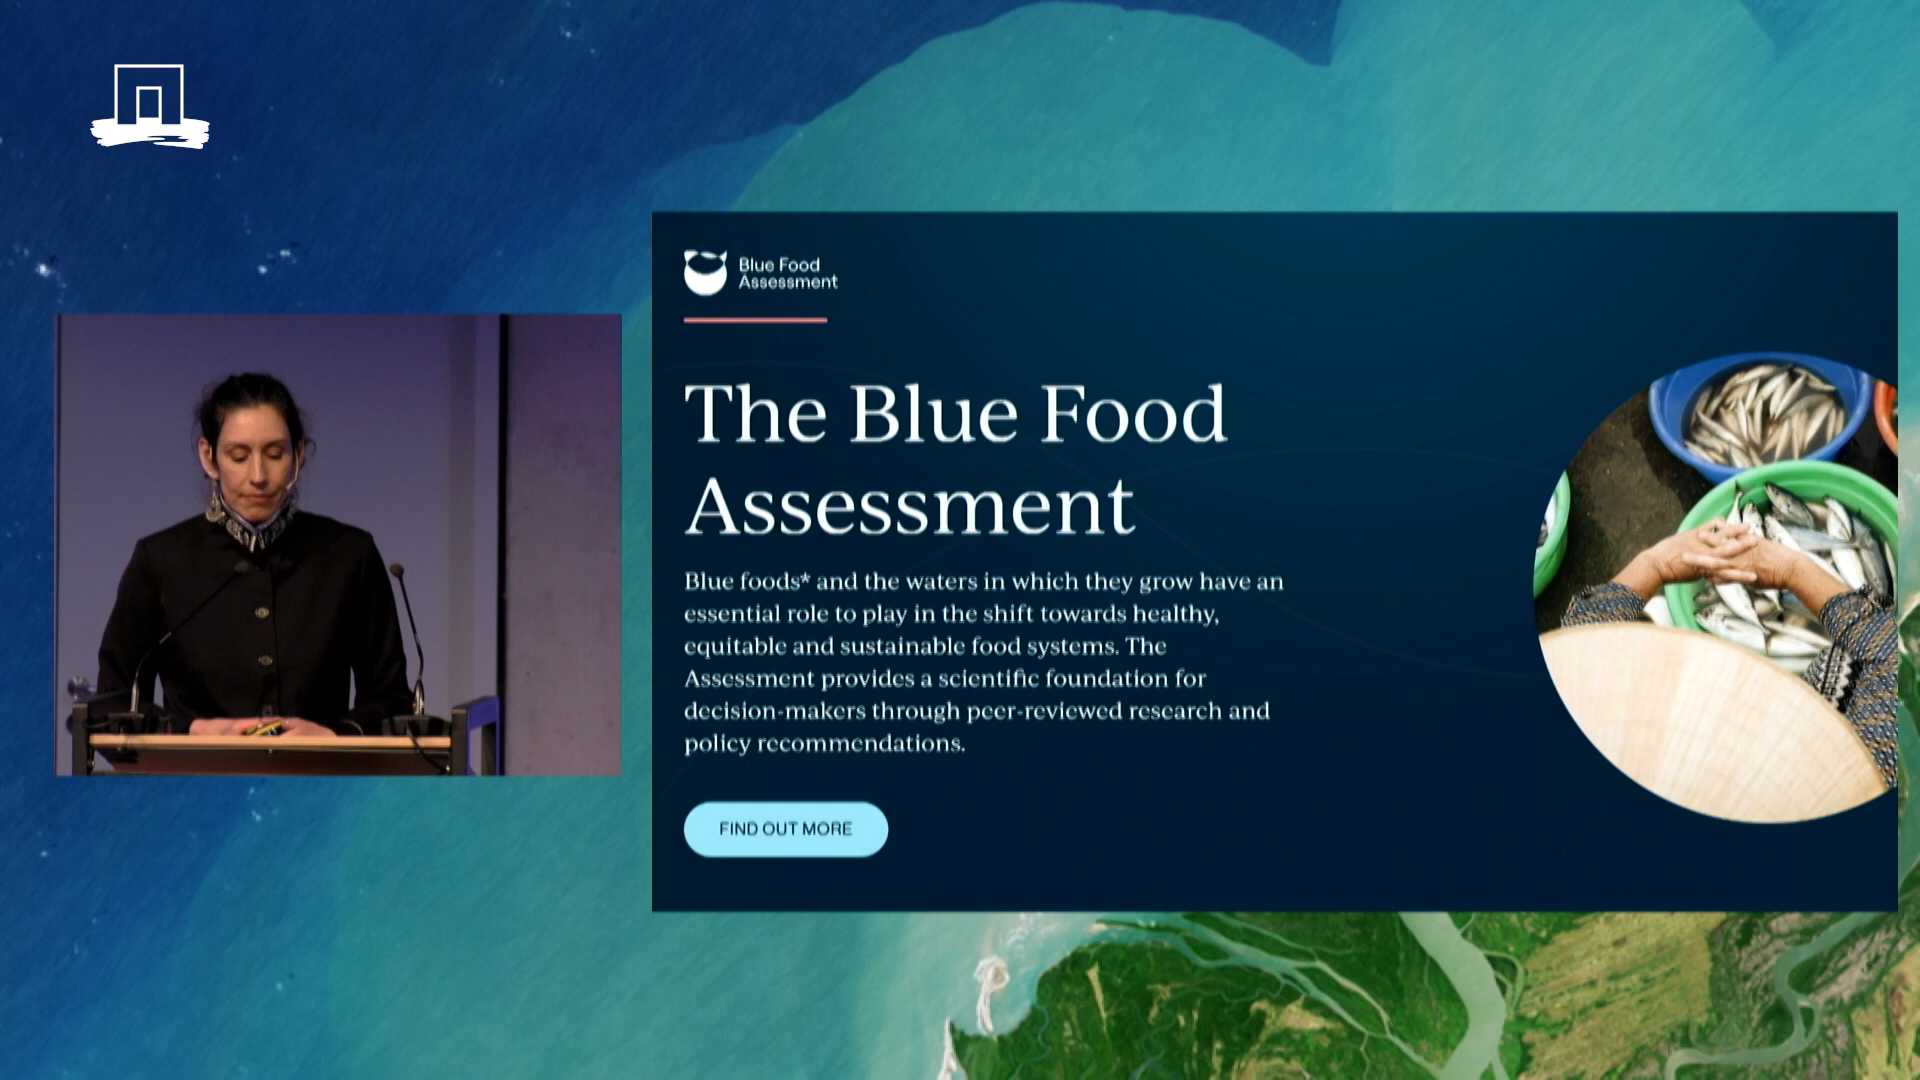 Blue Food
Assessment
The Blue Food
Assessment
Blue foods* and the waters in which they grow have an
essential role to play in the shift towards healthy,
equitable and sustainable food systems. The
Assessment provides a scientific foundation for
decision-makers through peer-reviewed research and
policy recommendations.
FIND OUT MORE